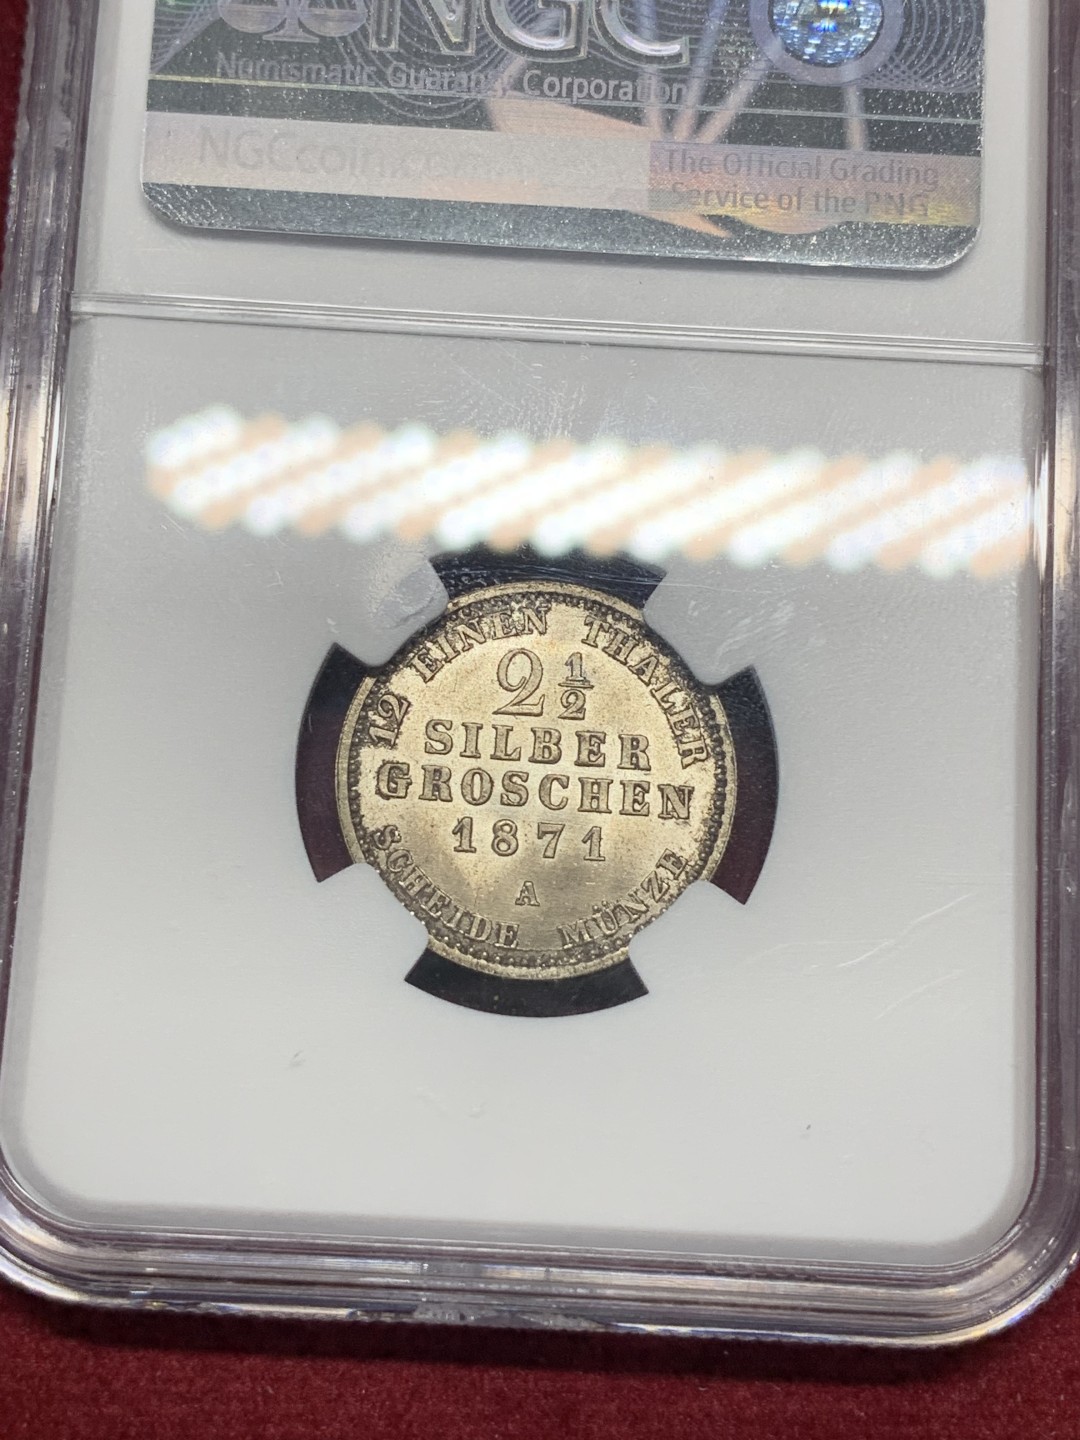 NGC
Numismatic Guaranty Corporation
NGCcoin.com
The Official Grading
Service of the PNG
12 EINEN THALER
2 1/2
SILBER
GROSCHEN
1871
A
SCHEIDE MÜNZE